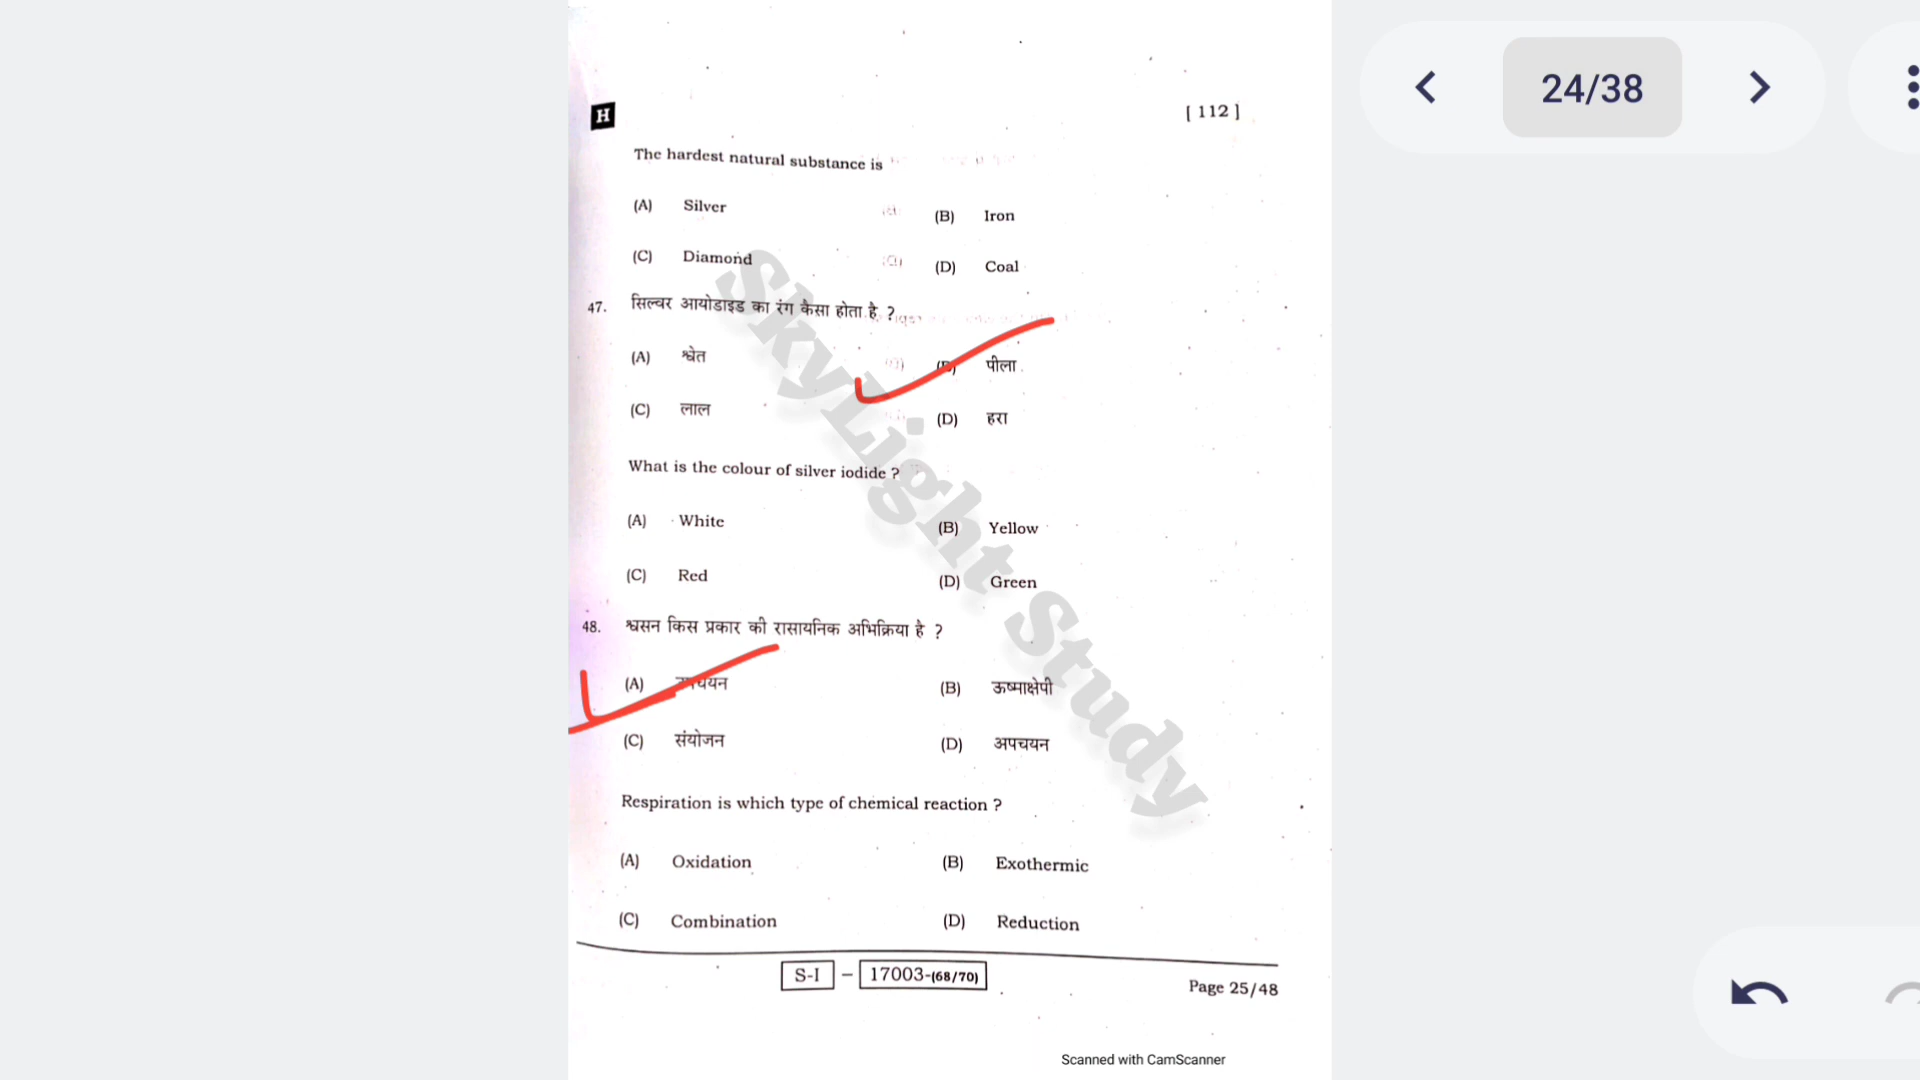 24/38
H
[ 112 ]
The hardest natural substance is
(A) Silver (B) Iron
(C) Diamond (D) Coal
47. सिल्वर आयोडाइड का रंग कैसा होता है ?
(A) श्वेत (B) पीला
(C) लाल (D) हरा
What is the colour of silver iodide ?
(A) White (B) Yellow
(C) Red (D) Green
48. श्वसन किस प्रकार की रासायनिक अभिक्रिया है ?
(A) (B) ऊष्माक्षेपी
(C) संयोजन (D) अपचयन
Respiration is which type of chemical reaction ?
(A) Oxidation (B) Exothermic
(C) Combination (D) Reduction
S-I – 17003-(68/70)
Page 25/48
SkyLight Study
Scanned with CamScanner